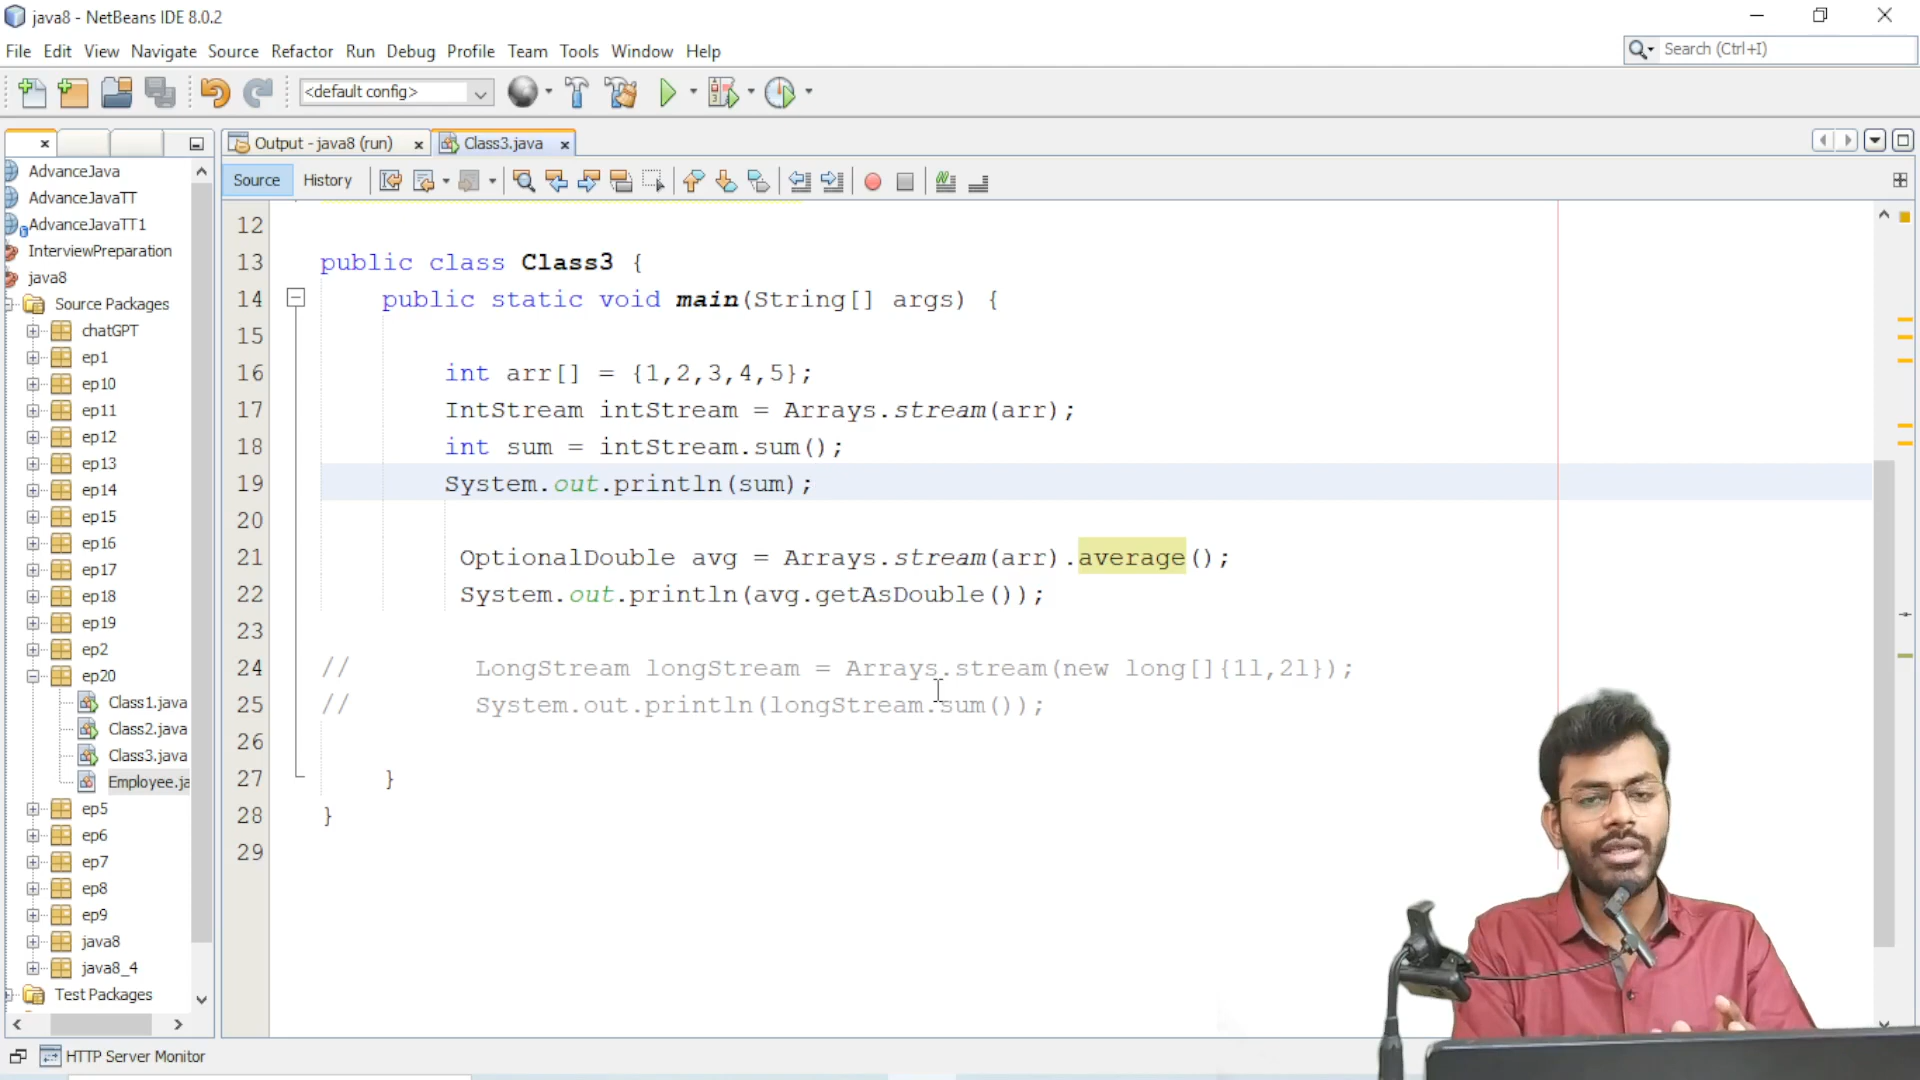 java8 - NetBeans IDE 8.0.2
File Edit View Navigate Source Refactor Run Debug Profile Team Tools Window Help
Search (Ctrl+I)
<default config>
Output - java8 (run)
Class3.java
Source History
AdvanceJava
AdvanceJavaTT
AdvanceJavaTT1
InterviewPreparation
java8
Source Packages
chatGPT
ep1
ep10
ep11
ep12
ep13
ep14
ep15
ep16
ep17
ep18
ep19
ep2
ep20
Class1.java
Class2.java
Class3.java
Employee.ja
ep5
ep6
ep7
ep8
ep9
java8
java8_4
Test Packages
12
13 public class Class3 {
14 public static void main(String[] args) {
15
16 int arr[] = {1,2,3,4,5};
17 IntStream intStream = Arrays.stream(arr);
18 int sum = intStream.sum();
19 System.out.println(sum);
20
21 OptionalDouble avg = Arrays.stream(arr).average();
22 System.out.println(avg.getAsDouble());
23
24 // LongStream longStream = Arrays.stream(new long[]{1l,2l});
25 // System.out.println(longStream.sum());
26
27 }
28 }
29
HTTP Server Monitor